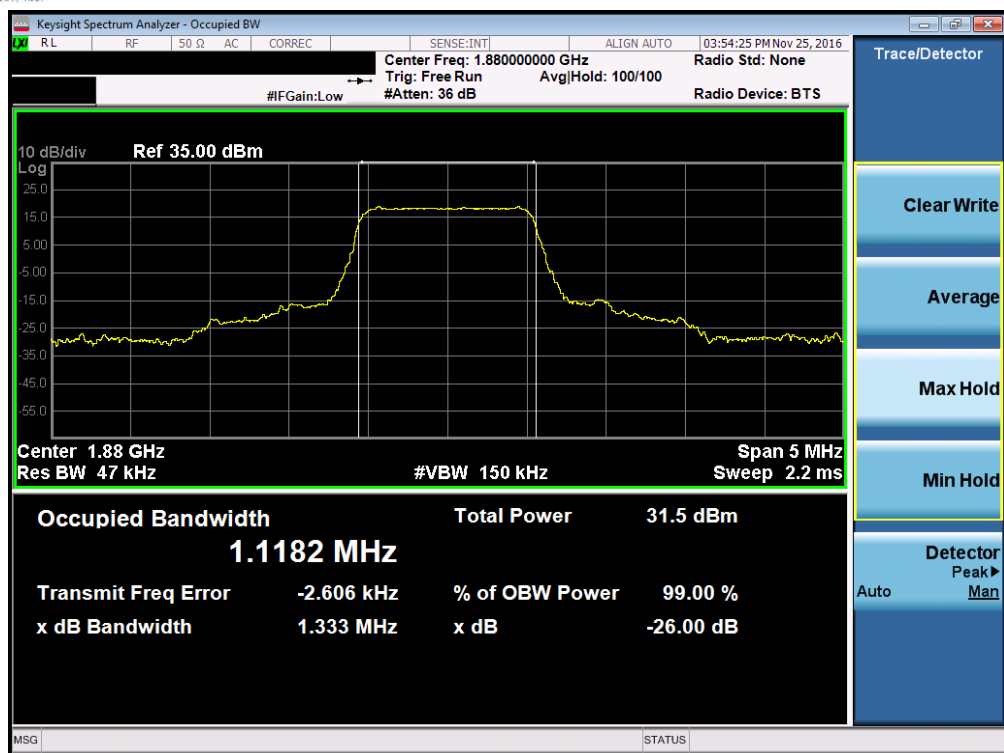 Keysight Spectrum Analyzer - Occupied BW
LXI RL RF 50 Ω AC CORREC SENSE:INT ALIGN AUTO 03:54:25 PM Nov 25, 2016
Center Freq: 1.880000000 GHz Radio Std: None
Trig: Free Run Avg|Hold: 100/100
#IFGain:Low #Atten: 36 dB Radio Device: BTS
10 dB/div Ref 35.00 dBm
Log
25.0
15.0
5.00
-5.00
-15.0
-25.0
-35.0
-45.0
-55.0
Center 1.88 GHz Span 5 MHz
Res BW 47 kHz #VBW 150 kHz Sweep 2.2 ms
Occupied Bandwidth Total Power 31.5 dBm
1.1182 MHz
Transmit Freq Error -2.606 kHz % of OBW Power 99.00 %
x dB Bandwidth 1.333 MHz x dB -26.00 dB
MSG STATUS
Trace/Detector
Clear Write
Average
Max Hold
Min Hold
Detector
Peak▶
Auto Man